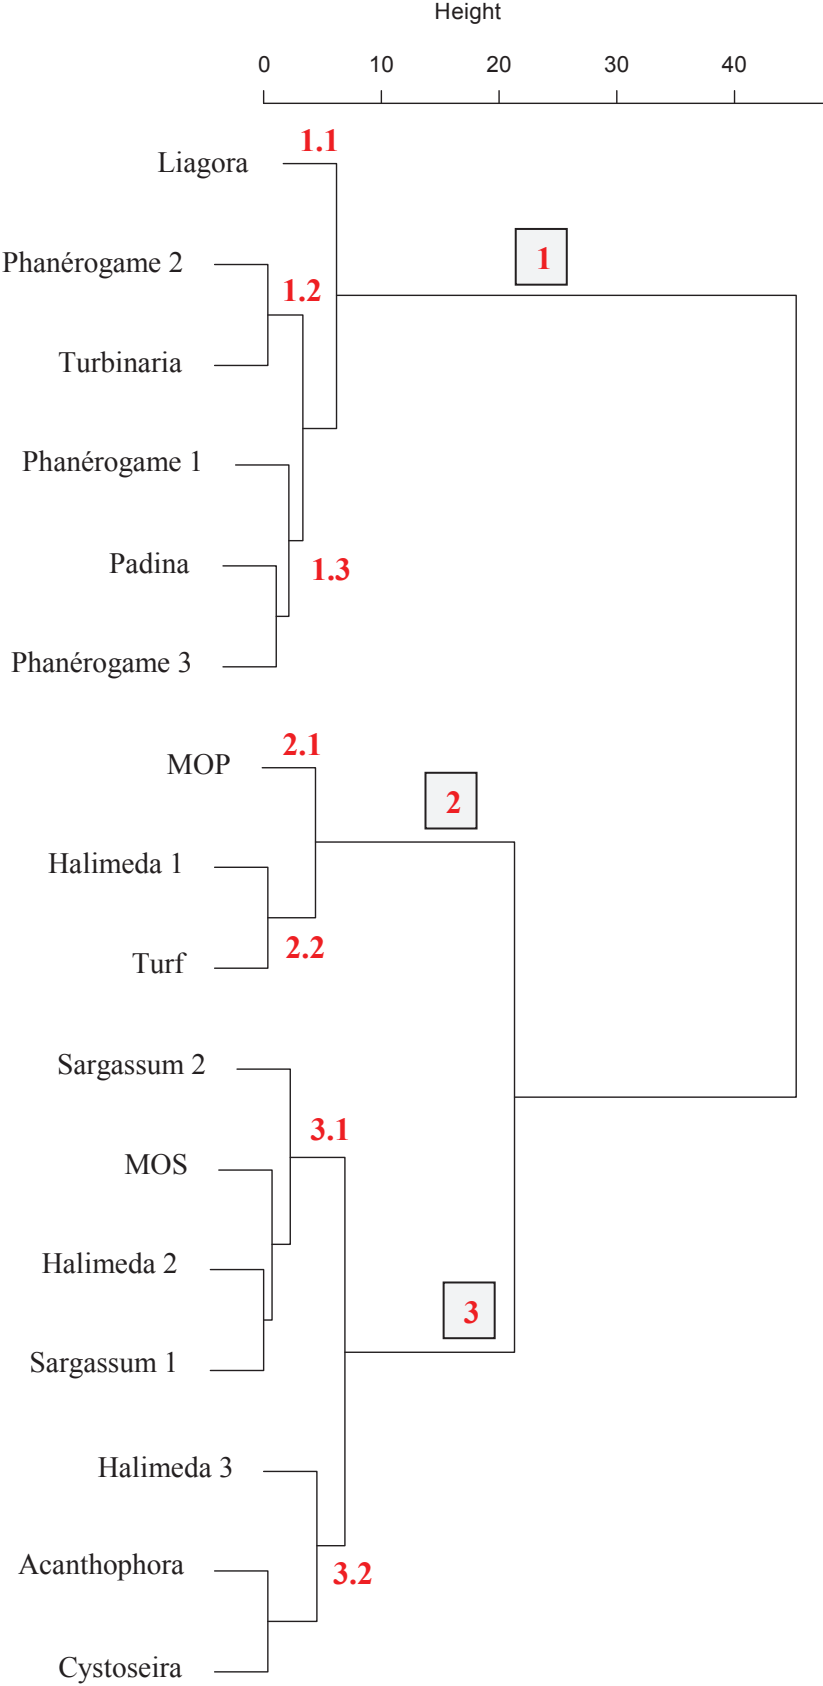 Height
0 10 20 30 40
1.1
Liagora
1
Phanérogame 2
1.2
Turbinaria
Phanérogame 1
Padina
1.3
Phanérogame 3
2.1
MOP
2
Halimeda 1
2.2
Turf
Sargassum 2
3.1
MOS
Halimeda 2
3
Sargassum 1
Halimeda 3
Acanthophora
3.2
Cystoseira